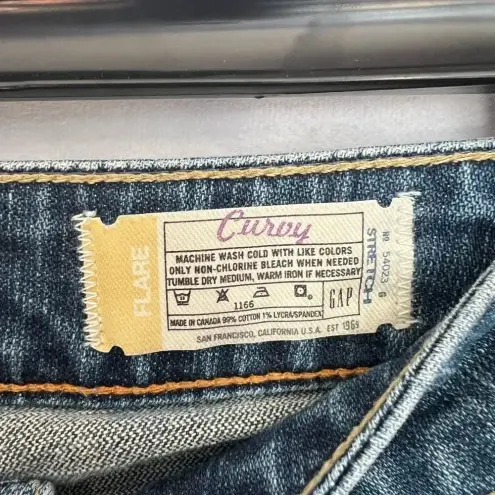 FLARE
Curvy
MACHINE WASH COLD WITH LIKE COLORS
ONLY NON-CHLORINE BLEACH WHEN NEEDED
TUMBLE DRY MEDIUM, WARM IRON IF NECESSARY
1166
MADE IN CANADA 99% COTTON 1% LYCRA/SPANDEX
GAP
SAN FRANCISCO, CALIFORNIA U.S.A. EST 1969
STRETCH
№ 54023 G